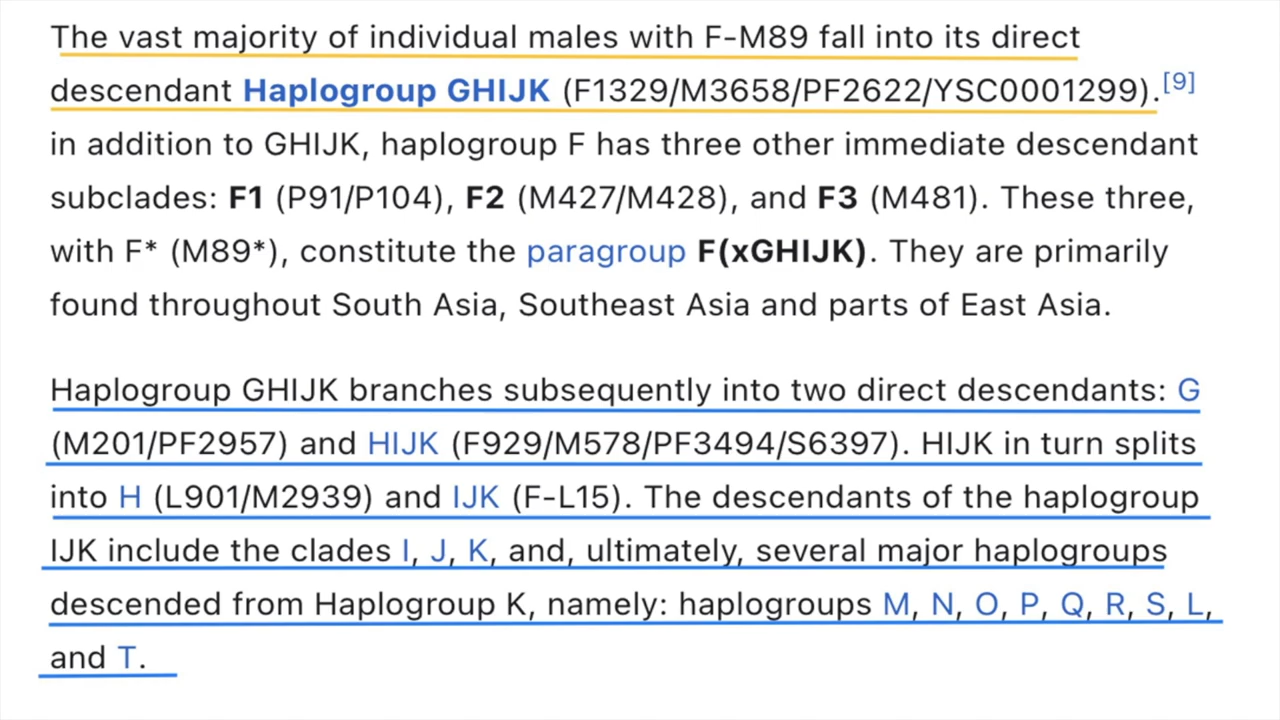 The vast majority of individual males with F-M89 fall into its direct
descendant Haplogroup GHIJK (F1329/M3658/PF2622/YSC0001299).[9]
in addition to GHIJK, haplogroup F has three other immediate descendant
subclades: F1 (P91/P104), F2 (M427/M428), and F3 (M481). These three,
with F* (M89*), constitute the paragroup F(xGHIJK). They are primarily
found throughout South Asia, Southeast Asia and parts of East Asia.
Haplogroup GHIJK branches subsequently into two direct descendants: G
(M201/PF2957) and HIJK (F929/M578/PF3494/S6397). HIJK in turn splits
into H (L901/M2939) and IJK (F-L15). The descendants of the haplogroup
IJK include the clades I, J, K, and, ultimately, several major haplogroups
descended from Haplogroup K, namely: haplogroups M, N, O, P, Q, R, S, L,
and T.